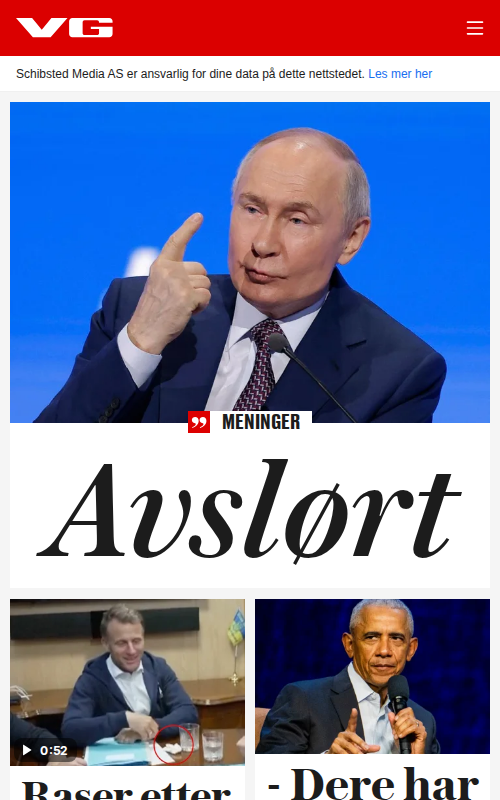 VG
Schibsted Media AS er ansvarlig for dine data på dette nettstedet. Les mer her
MENINGER
Avslørt
0:52
Raser etter
- Dere har